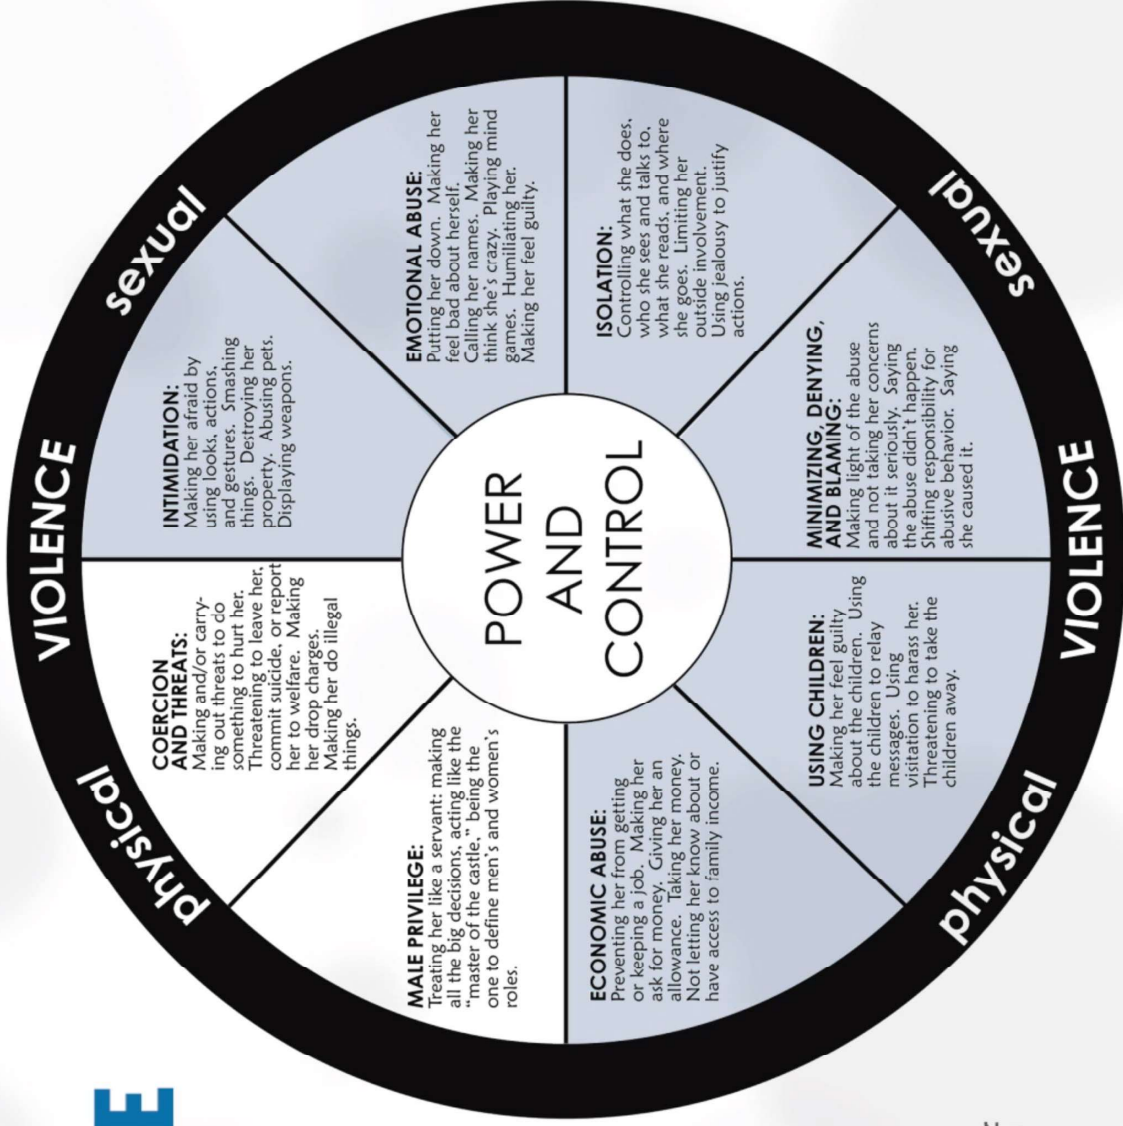 E
VIOLENCE
physical
sexual
COERCION
AND THREATS:
Making and/or carry-
ing out threats to do
something to hurt her.
Threatening to leave her,
commit suicide, or report
her to welfare. Making
her drop charges.
Making her do illegal
things.
INTIMIDATION:
Making her afraid by
using looks, actions,
and gestures. Smashing
things. Destroying her
property. Abusing pets.
Displaying weapons.
MALE PRIVILEGE:
Treating her like a servant: making
all the big decisions, acting like the
"master of the castle," being the
one to define men's and women's
roles.
EMOTIONAL ABUSE:
Putting her down. Making her
feel bad about herself.
Calling her names. Making her
think she's crazy. Playing mind
games. Humiliating her.
Making her feel guilty.
POWER
AND
CONTROL
ECONOMIC ABUSE:
Preventing her from getting
or keeping a job. Making her
ask for money. Giving her an
allowance. Taking her money.
Not letting her know about or
have access to family income.
ISOLATION:
Controlling what she does,
who she sees and talks to,
what she reads, and where
she goes. Limiting her
outside involvement.
Using jealousy to justify
actions.
USING CHILDREN:
Making her feel guilty
about the children. Using
the children to relay
messages. Using
visitation to harass her.
Threatening to take the
children away.
MINIMIZING, DENYING,
AND BLAMING:
Making light of the abuse
and not taking her concerns
about it seriously. Saying
the abuse didn't happen.
Shifting responsibility for
abusive behavior. Saying
she caused it.
physical
sexual
VIOLENCE